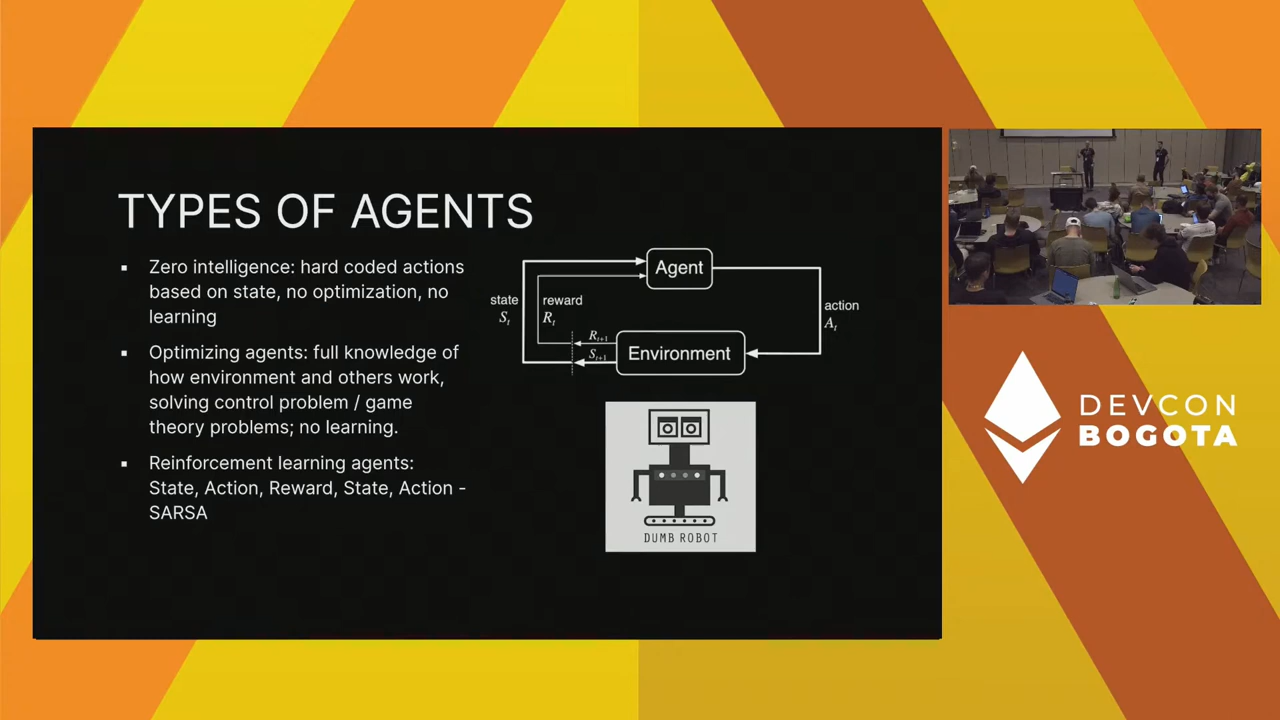 TYPES OF AGENTS
▪ Zero intelligence: hard coded actions
based on state, no optimization, no
learning
▪ Optimizing agents: full knowledge of
how environment and others work,
solving control problem / game
theory problems; no learning.
▪ Reinforcement learning agents:
State, Action, Reward, State, Action -
SARSA
Agent
state
S_t
reward
R_t
action
A_t
R_{t+1}
S_{t+1}
Environment
DUMB ROBOT
DEVCON
BOGOTA